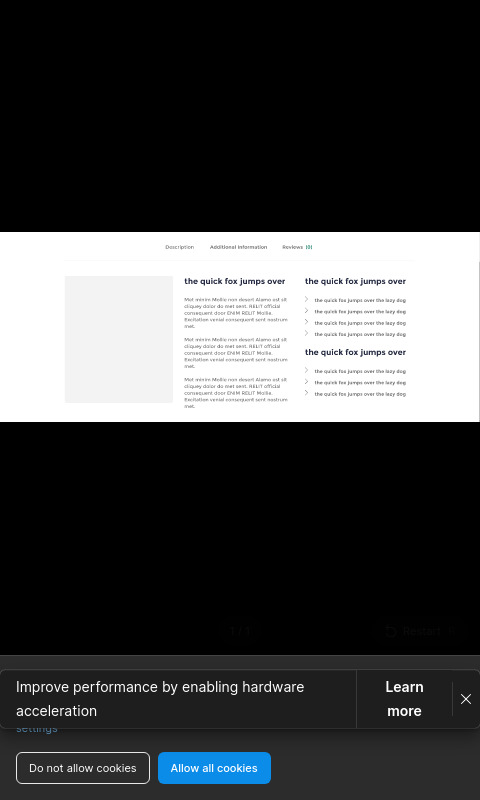 Description Additional information Reviews (0)
the quick fox jumps over
Met minim Mollie non desert Alamo est sit
cliquey dolor do met sent. RELIT official
consequent door ENIM RELIT Mollie.
Excitation venial consequent sent nostrum
met.
Met minim Mollie non desert Alamo est sit
cliquey dolor do met sent. RELIT official
consequent door ENIM RELIT Mollie.
Excitation venial consequent sent nostrum
met.
Met minim Mollie non desert Alamo est sit
cliquey dolor do met sent. RELIT official
consequent door ENIM RELIT Mollie.
Excitation venial consequent sent nostrum
met.
the quick fox jumps over
the quick fox jumps over the lazy dog
the quick fox jumps over the lazy dog
the quick fox jumps over the lazy dog
the quick fox jumps over the lazy dog
the quick fox jumps over
the quick fox jumps over the lazy dog
the quick fox jumps over the lazy dog
the quick fox jumps over the lazy dog
1 / 1
Restart
Improve performance by enabling hardware
acceleration
Learn
more
settings
Do not allow cookies
Allow all cookies